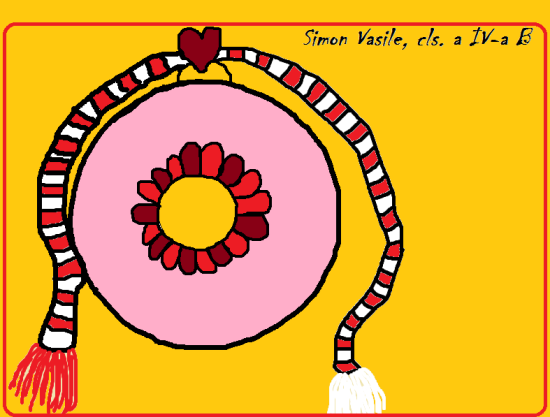 Simon Vasile, cls. a IV-a B